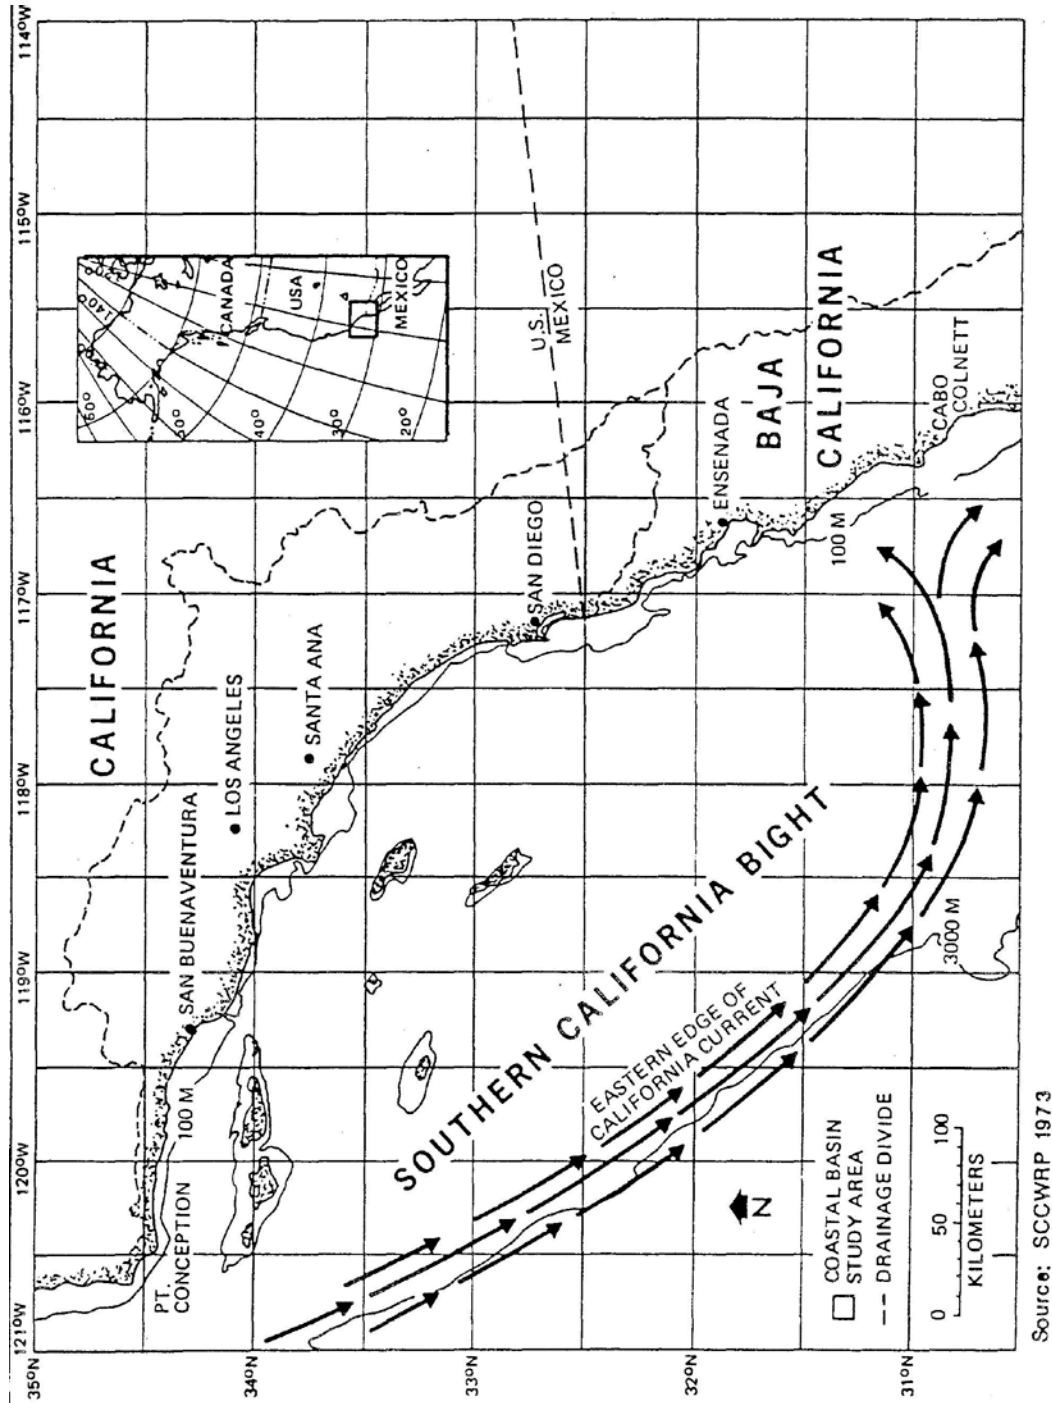 121°W
120°W
119°W
118°W
117°W
116°W
115°W
114°W
35°N
34°N
33°N
32°N
31°N
CALIFORNIA
PT.
CONCEPTION
100 M
SAN BUENAVENTURA
LOS ANGELES
SANTA ANA
SAN DIEGO
U.S.
MEXICO
ENSENADA
BAJA
CALIFORNIA
CABO
COLNETT
100 M
SOUTHERN CALIFORNIA BIGHT
EASTERN EDGE OF
CALIFORNIA CURRENT
3000 M
N
COASTAL BASIN
STUDY AREA
DRAINAGE DIVIDE
0 50 100
KILOMETERS
60°
140°
50°
40°
30°
20°
CANADA
USA
MEXICO
Source: SCCWRP 1973